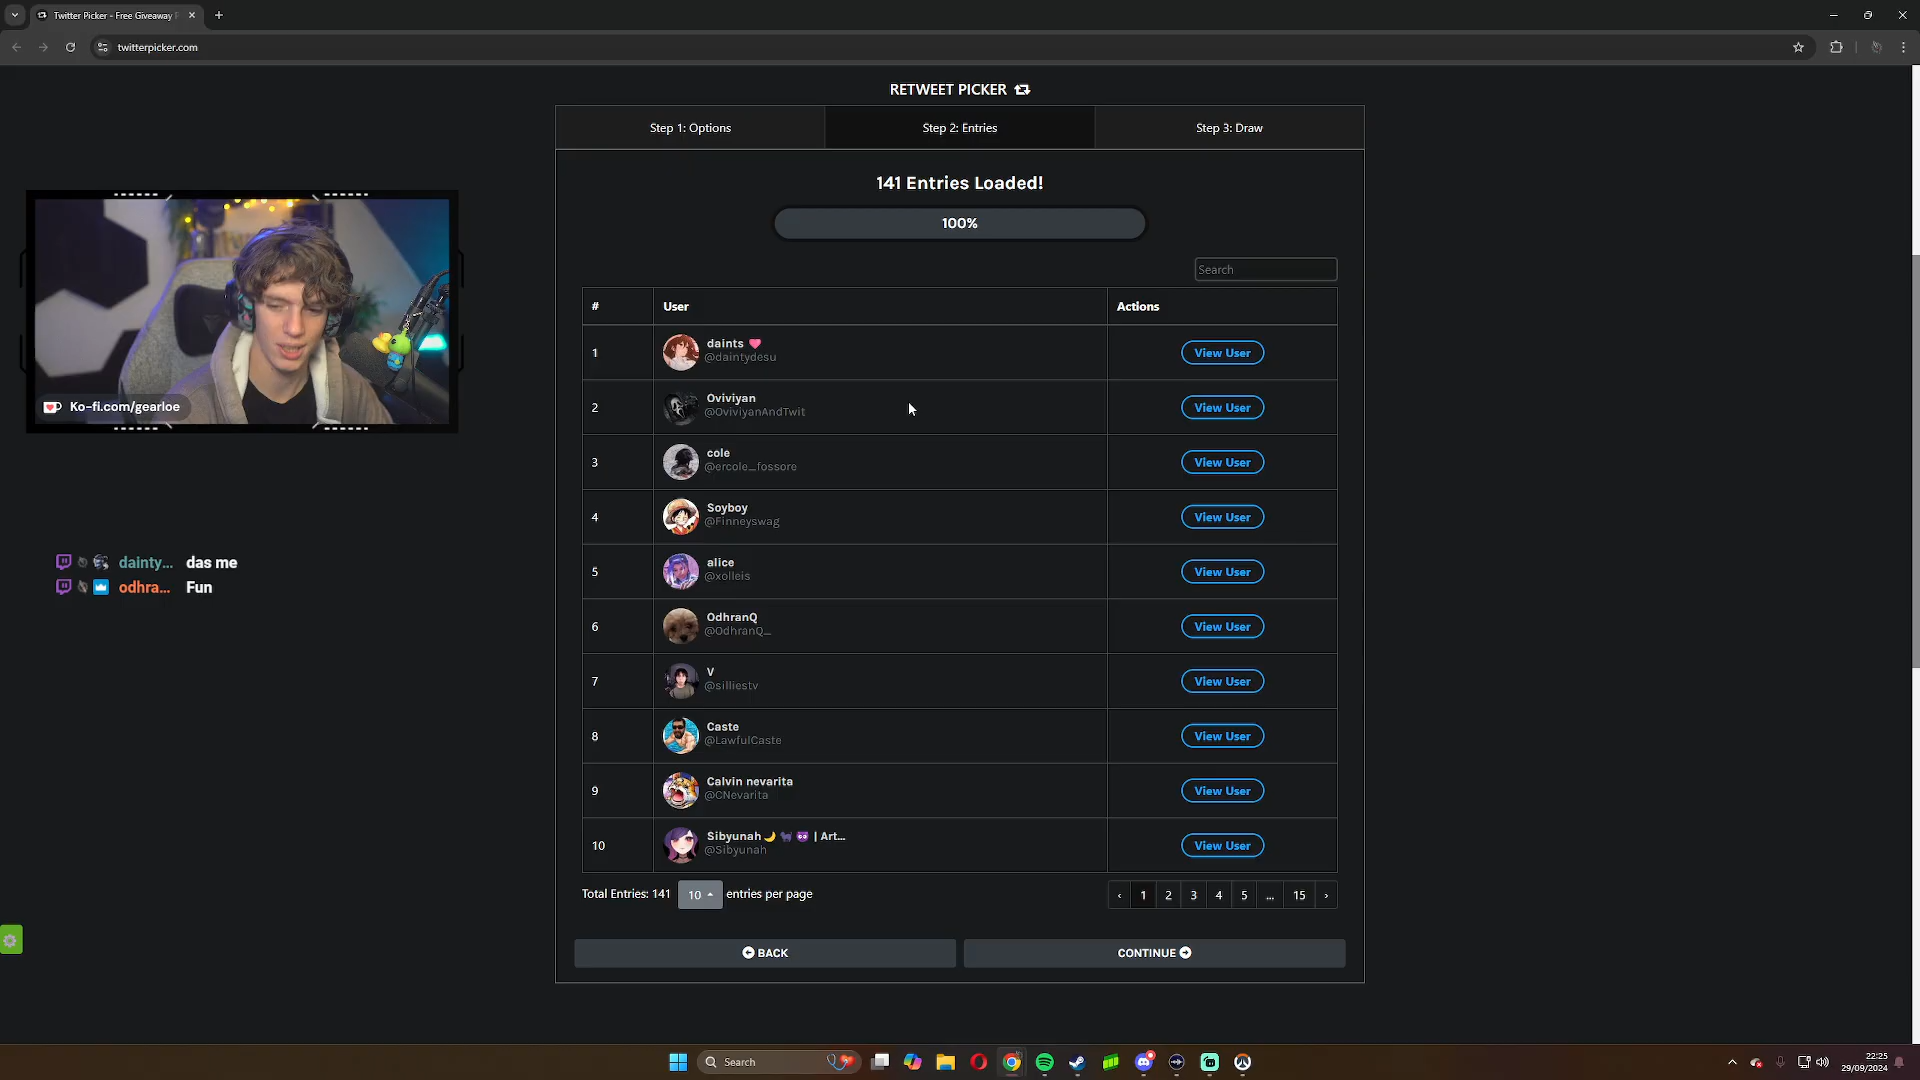 Twitter Picker - Free Giveaway
twitterpicker.com
RETWEET PICKER
Step 1: Options
Step 2: Entries
Step 3: Draw
141 Entries Loaded!
100%
Search
# User Actions
1 daints View User
@daintydesu
2 Oviviyan View User
@OviviyanAndTwit
3 cole View User
@ercole_fossore
4 Soyboy View User
@Finneyswag
5 alice View User
@xolleis
6 OdhranQ View User
@OdhranQ_
7 V View User
@silliestv
8 Caste View User
@LawfulCaste
9 Calvin nevarita View User
@CNevarita
10 Sibyunah🌙🐈‍⬛😈 | Art... View User
@Sibyunah
Total Entries: 141 10 entries per page
‹ 1 2 3 4 5 ... 15 ›
BACK
CONTINUE
Ko-fi.com/gearloe
dainty... das me
odhra... Fun
Search
22:25
29/09/2024